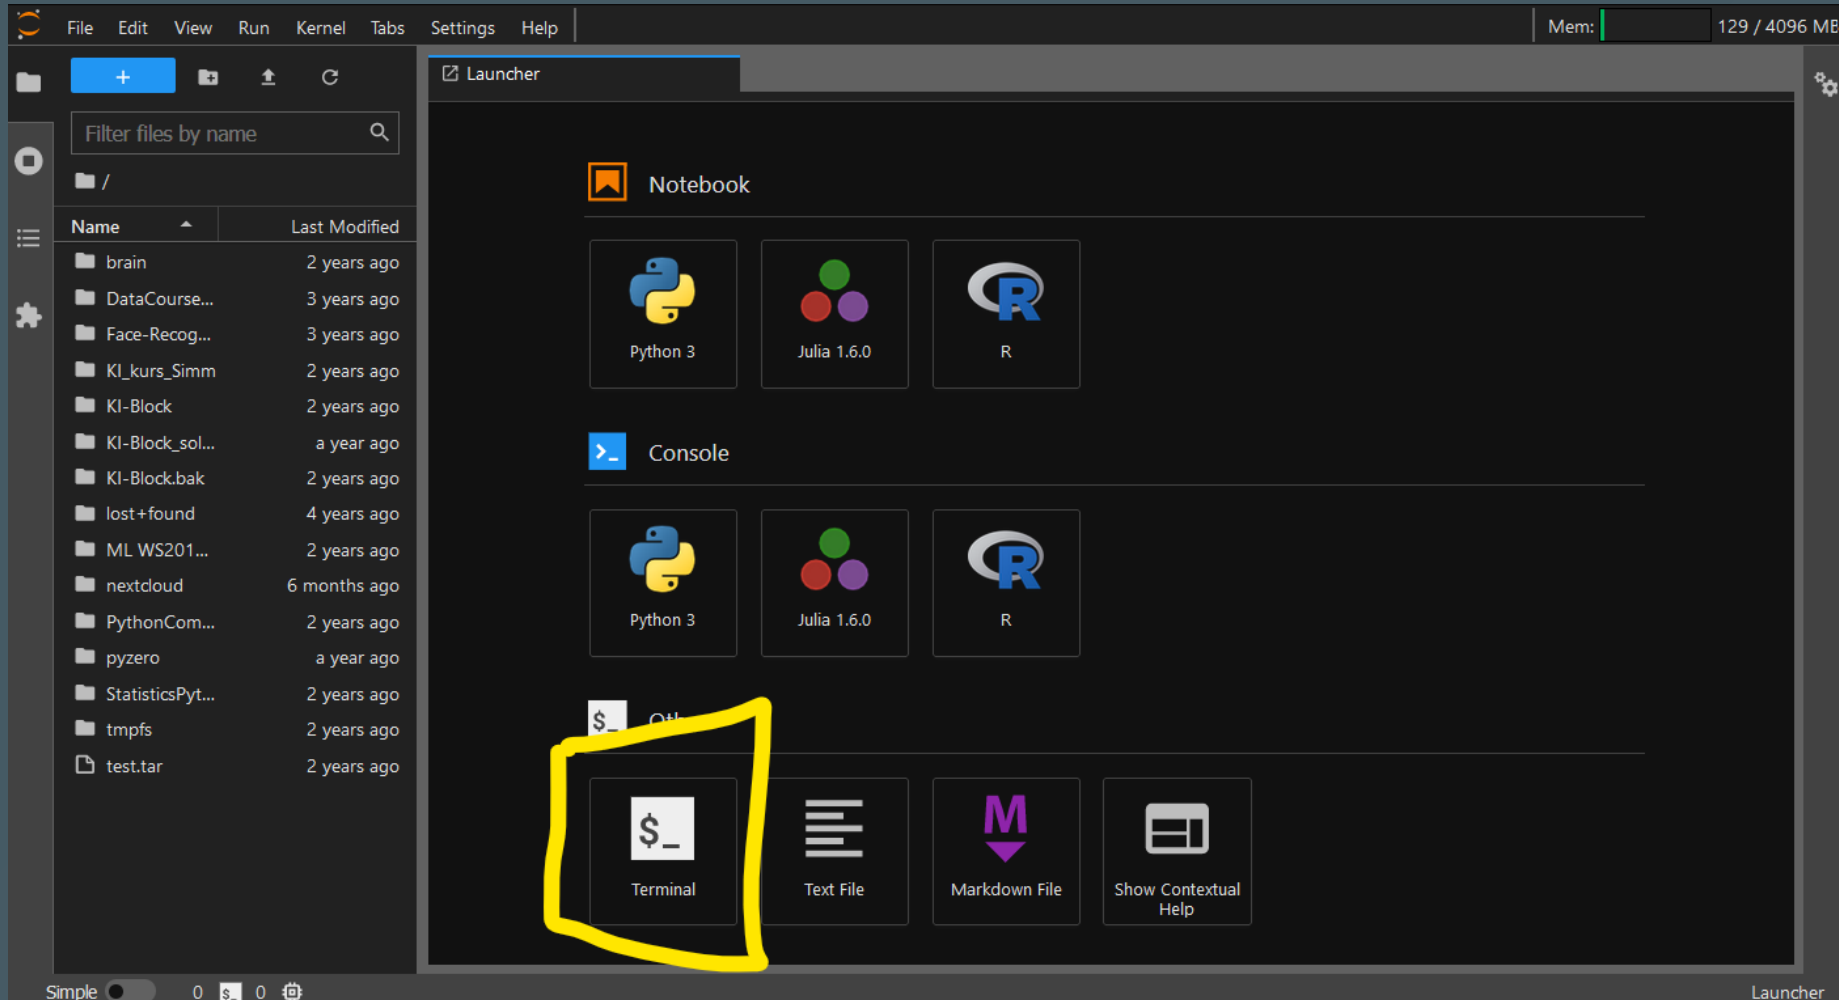 File Edit View Run Kernel Tabs Settings Help
Mem: 129 / 4096 MB
+
Filter files by name
/
Name Last Modified
brain 2 years ago
DataCourse... 3 years ago
Face-Recog... 3 years ago
KI_kurs_Simm 2 years ago
KI-Block 2 years ago
KI-Block_sol... a year ago
KI-Block.bak 2 years ago
lost+found 4 years ago
ML WS201... 2 years ago
nextcloud 6 months ago
PythonCom... 2 years ago
pyzero a year ago
StatisticsPyt... 2 years ago
tmpfs 2 years ago
test.tar 2 years ago
Launcher
Notebook
Python 3 Julia 1.6.0 R
Console
Python 3 Julia 1.6.0 R
$_
$_
Terminal Text File Markdown File Show Contextual
Help
Simple 0 $_ 0 Launcher